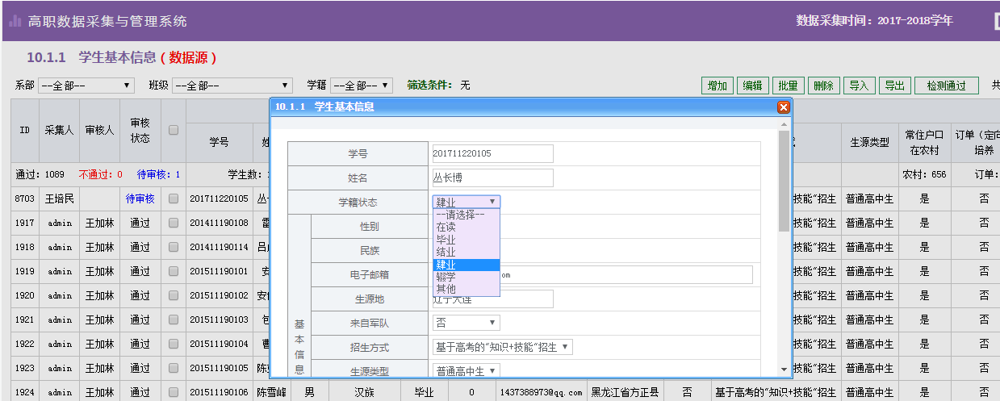 高职数据采集与管理系统 数据采集时间：2017-2018学年
10.1.1 学生基本信息（数据源）
系部 --全部-- 班级 --全部-- 学籍 --全部-- 筛选条件： 无 增加 编辑 批量 删除 导入 导出 检测通过 共
10.1.1 学生基本信息
学号 201711220105
姓名 丛长博
学籍状态 肄业
--请选择--
在读
毕业
结业
肄业
辍学
其他
性别
民族
电子邮箱 om
生源地 辽宁大连
来自军队 否
招生方式 基于高考的“知识+技能“招生
生源类型 普通高中生
基本信息
ID 采集人 审核人 审核状态 学号 生源类型 常住户口在农村 订单（定向培养
通过：1089 不通过：0 待审核：1 学生数： 农村：656 订单：
8703 王培民 待审核 201711220105 丛 技能“招生 普通高中生 是 否
1917 admin 王加林 通过 201411190108 雷 技能“招生 普通高中生 是 否
1918 admin 王加林 通过 201411190114 吕 技能“招生 普通高中生 是 否
1919 admin 王加林 通过 201511190101 安 技能“招生 普通高中生 是 否
1920 admin 王加林 通过 201511190102 安 技能“招生 普通高中生 是 否
1921 admin 王加林 通过 201511190103 包 技能“招生 普通高中生 是 否
1922 admin 王加林 通过 201511190104 曹 技能“招生 普通高中生 是 否
1923 admin 王加林 通过 201511190105 陈 技能“招生 普通高中生 是 否
1924 admin 王加林 通过 201511190106 陈雪峰 男 汉族 毕业 0 1437388973@qq.com 黑龙江省方正县 否 基于高考的“知识+技能“招生 普通高中生 是 否